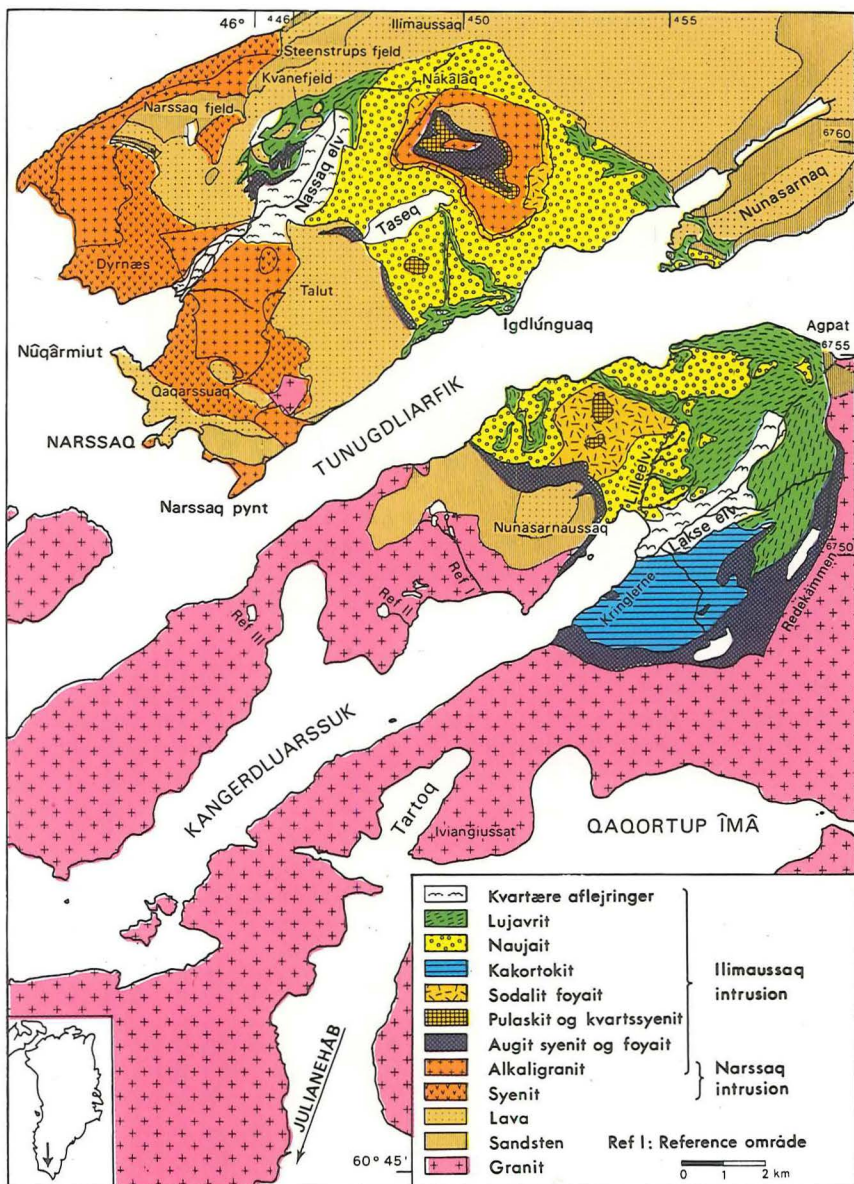 46° ⁴46 Ilimaussaq ⁴50 ⁴55
Steenstrups fjeld
Kvanefjeld Nákâlâq
Narssaq fjeld
⁶⁷60
Nassaq elv
Taseq
Nunasarnaq
Dyrnæs
Talut
Igdlúnguaq
Agpat
Nûqârmiut
⁶⁷55
Qaqarssuaq
TUNUGDLIARFIK
NARSSAQ
Lilleelv
Narssaq pynt
Nunasarnaussaq
Lakse elv
⁶⁷50
Ref I
Ref II
Ref III
Kringlerne
Redekammen
KANGERDLUARSSUK
Tartoq
Iviangiussat
QAQORTUP ÎMÂ
Kvartære aflejringer
Lujavrit
Naujait
Kakortokit
Sodalit foyait
Pulaskit og kvartssyenit
Augit syenit og foyait
Alkaligranit
Syenit
Lava
Sandsten
Granit
Ilimaussaq
intrusion
Narssaq
intrusion
Ref I: Reference område
0 1 2 km
JULIANEHÅB
60° 45'